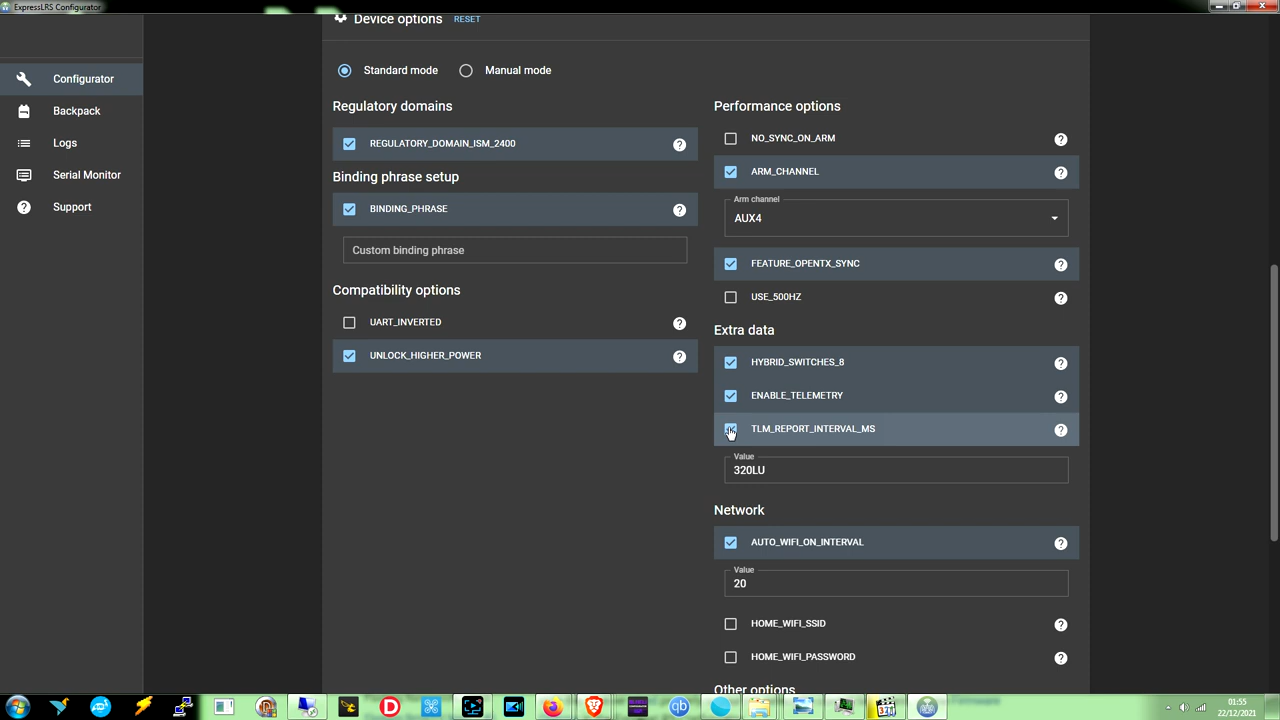 ExpressLRS Configurator
Configurator
Backpack
Logs
Serial Monitor
Support
Device options RESET
Standard mode Manual mode
Regulatory domains
REGULATORY_DOMAIN_ISM_2400
Binding phrase setup
BINDING_PHRASE
Custom binding phrase
Compatibility options
UART_INVERTED
UNLOCK_HIGHER_POWER
Performance options
NO_SYNC_ON_ARM
ARM_CHANNEL
Arm channel
AUX4
FEATURE_OPENTX_SYNC
USE_500HZ
Extra data
HYBRID_SWITCHES_8
ENABLE_TELEMETRY
TLM_REPORT_INTERVAL_MS
Value
320LU
Network
AUTO_WIFI_ON_INTERVAL
Value
20
HOME_WIFI_SSID
HOME_WIFI_PASSWORD
Other options
01:55
22/12/2021